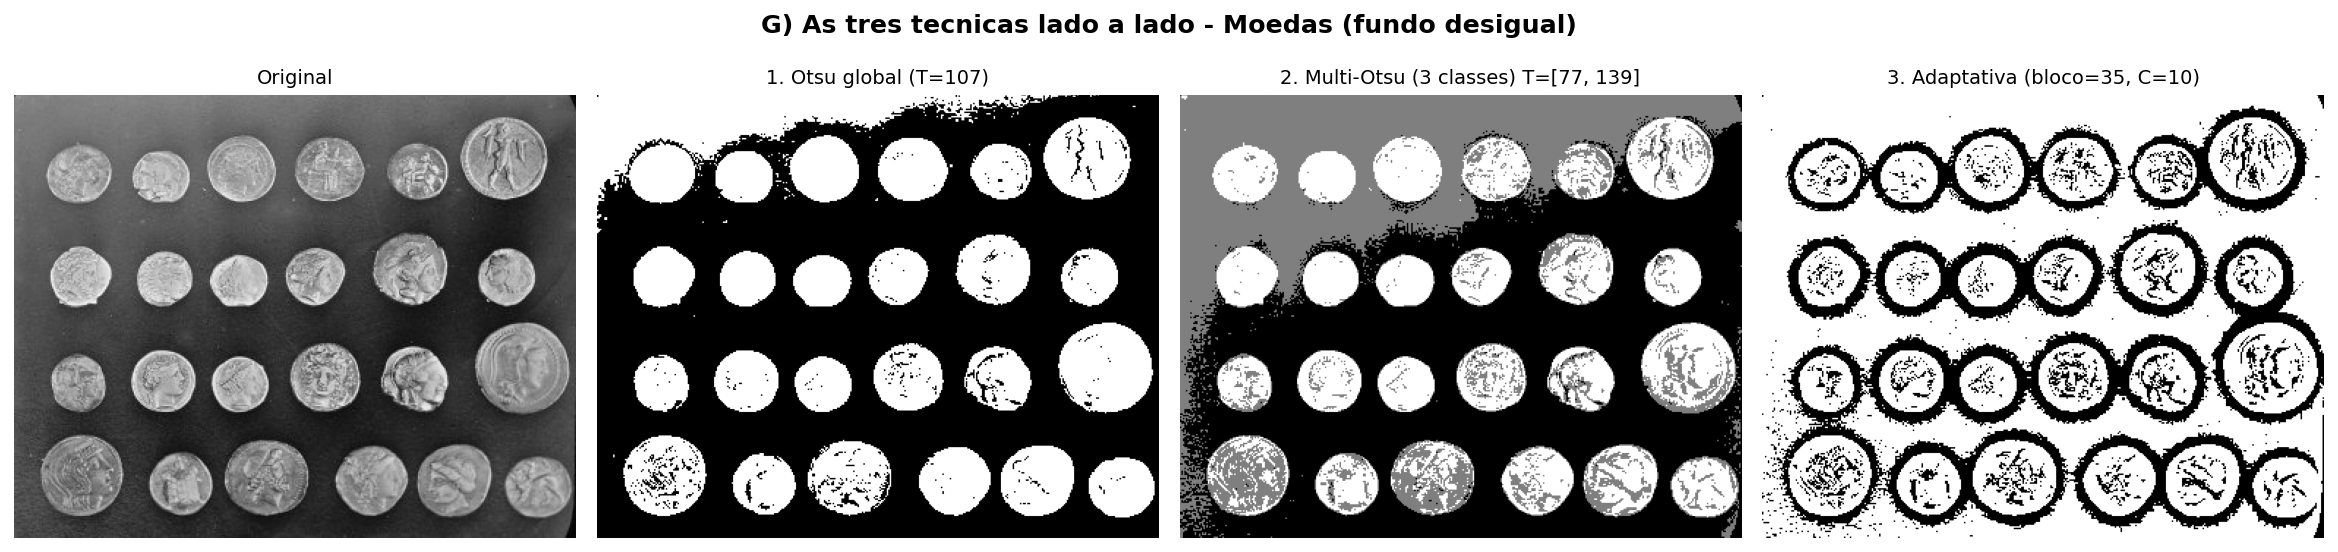 G) As tres tecnicas lado a lado - Moedas (fundo desigual)
Original
1. Otsu global (T=107)
2. Multi-Otsu (3 classes) T=[77, 139]
3. Adaptativa (bloco=35, C=10)